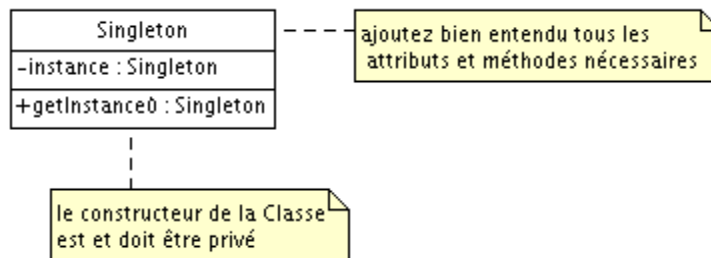 Singleton
-instance : Singleton
+getInstance() : Singleton
ajoutez bien entendu tous les
attributs et méthodes nécessaires
le constructeur de la Classe
est et doit être privé